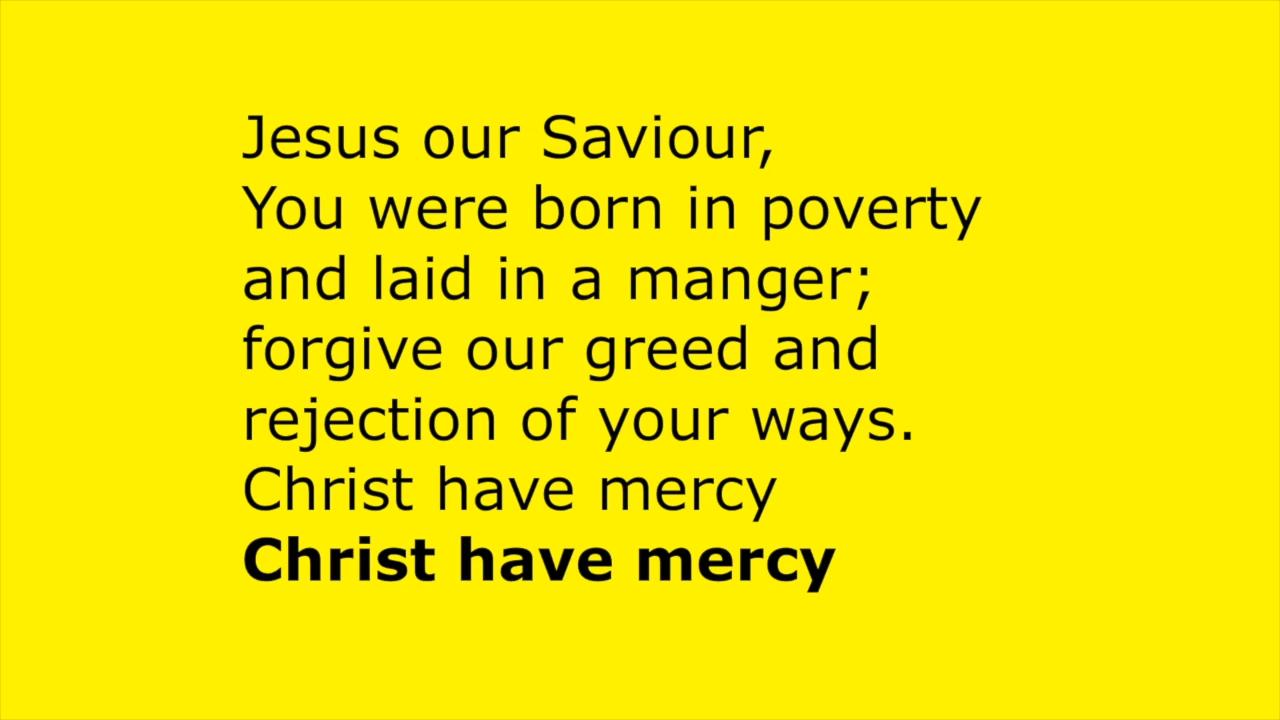 Jesus our Saviour,
You were born in poverty
and laid in a manger;
forgive our greed and
rejection of your ways.
Christ have mercy
Christ have mercy